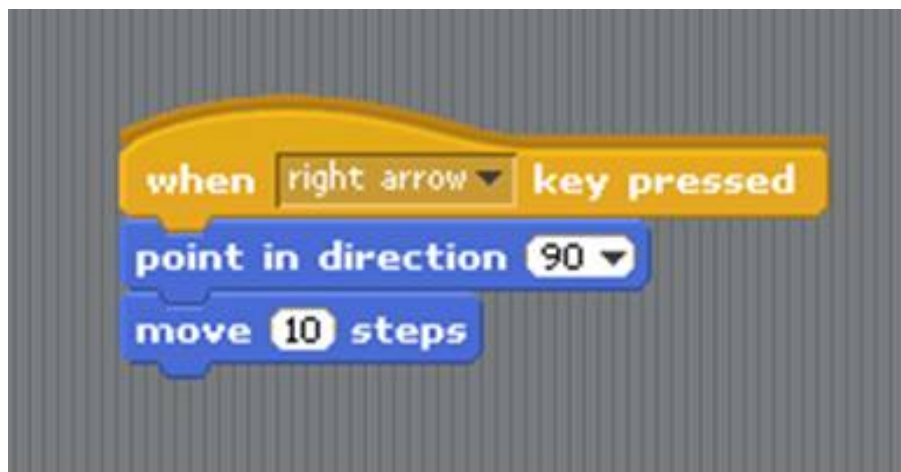 when right arrow key pressed
point in direction 90
move 10 steps